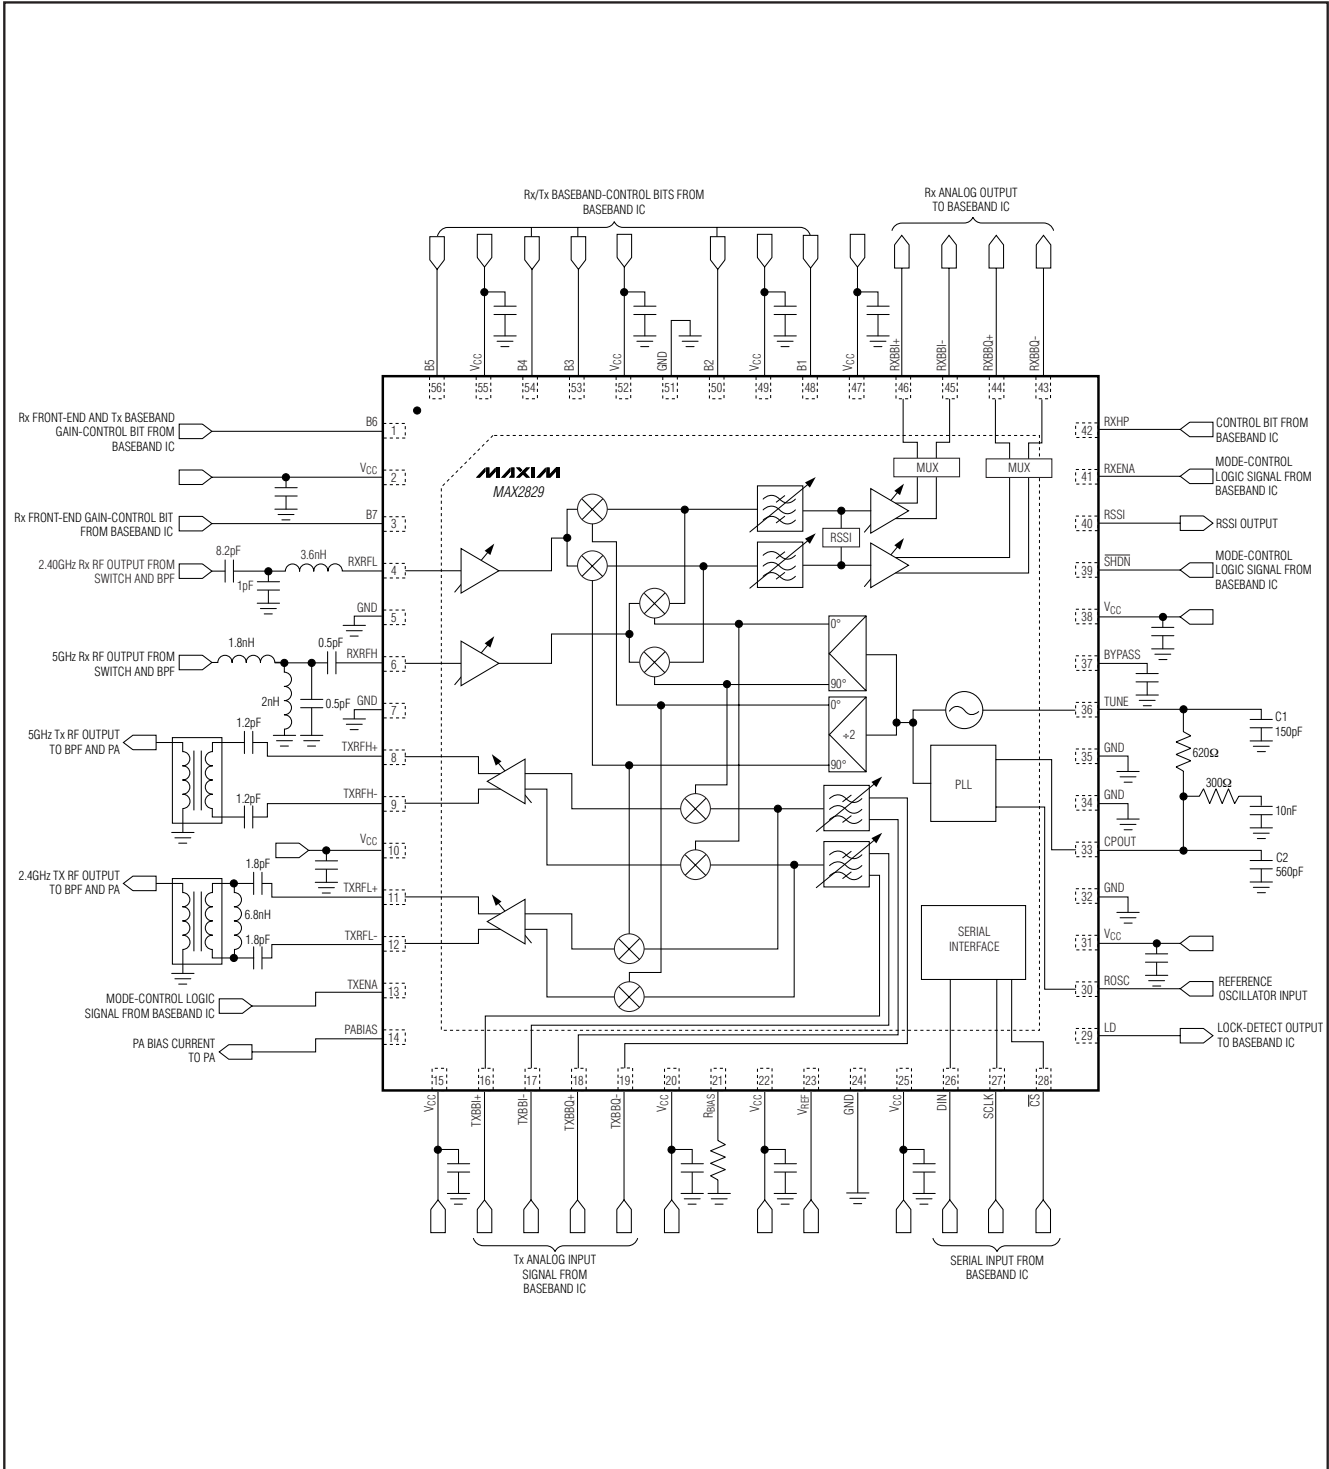 Rx/Tx BASEBAND-CONTROL BITS FROM
BASEBAND IC
Rx ANALOG OUTPUT
TO BASEBAND IC
B5
VCC
B4
B3
VCC
GND
B2
VCC
B1
VCC
RXBBI+
RXBBI-
RXBBQ+
RXBBQ-
56
55
54
53
52
51
50
49
48
47
46
45
44
43
Rx FRONT-END AND Tx BASEBAND
GAIN-CONTROL BIT FROM
BASEBAND IC
B6
1
VCC
2
Rx FRONT-END GAIN-CONTROL BIT
FROM BASEBAND IC
B7
3
2.40GHz Rx RF OUTPUT FROM
SWITCH AND BPF
8.2pF
1pF
3.6nH
RXRFL
4
GND
5
5GHz Rx RF OUTPUT FROM
SWITCH AND BPF
1.8nH
2nH
0.5pF
0.5pF
RXRFH
6
GND
7
5GHz Tx RF OUTPUT
TO BPF AND PA
1.2pF
TXRFH+
8
1.2pF
TXRFH-
9
VCC
10
2.4GHz TX RF OUTPUT
TO BPF AND PA
1.8pF
6.8nH
1.8pF
TXRFL+
11
TXRFL-
12
MODE-CONTROL LOGIC
SIGNAL FROM BASEBAND IC
TXENA
13
PA BIAS CURRENT
TO PA
PABIAS
14
MAXIM
MAX2829
MUX
MUX
RSSI
0°
90°
0°
÷2
90°
PLL
SERIAL
INTERFACE
42
RXHP
CONTROL BIT FROM
BASEBAND IC
41
RXENA
MODE-CONTROL
LOGIC SIGNAL FROM
BASEBAND IC
40
RSSI
RSSI OUTPUT
39
SHDN
MODE-CONTROL
LOGIC SIGNAL FROM
BASEBAND IC
38
VCC
37
BYPASS
36
TUNE
C1
150pF
620Ω
35
GND
300Ω
10nF
34
GND
33
CPOUT
C2
560pF
32
GND
31
VCC
30
ROSC
REFERENCE
OSCILLATOR INPUT
29
LD
LOCK-DETECT OUTPUT
TO BASEBAND IC
15
16
17
18
19
20
21
22
23
24
25
26
27
28
VCC
TXBBI+
TXBBI-
TXBBQ+
TXBBQ-
VCC
RBIAS
VCC
VREF
GND
VCC
DIN
SCLK
CS
Tx ANALOG INPUT
SIGNAL FROM
BASEBAND IC
SERIAL INPUT FROM
BASEBAND IC